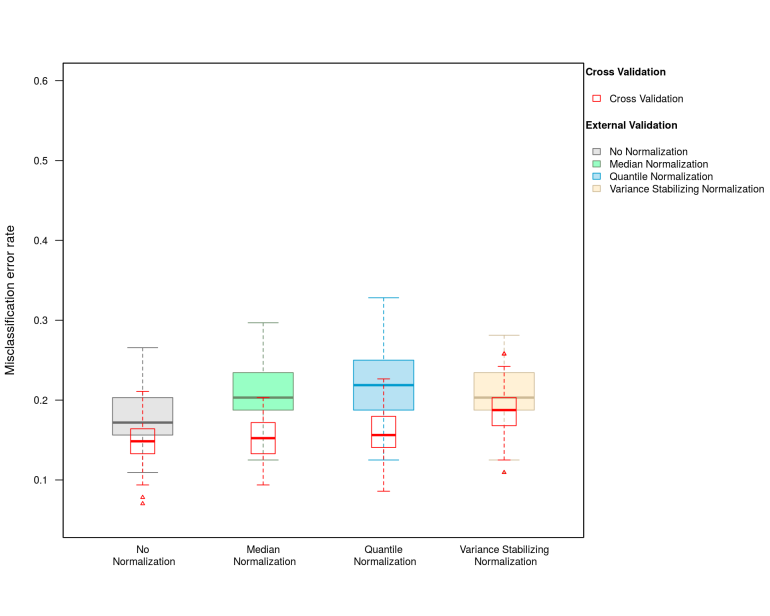 Misclassification error rate
0.6
0.5
0.4
0.3
0.2
0.1
No
Normalization
Median
Normalization
Quantile
Normalization
Variance Stabilizing
Normalization
Cross Validation
Cross Validation
External Validation
No Normalization
Median Normalization
Quantile Normalization
Variance Stabilizing Normalization